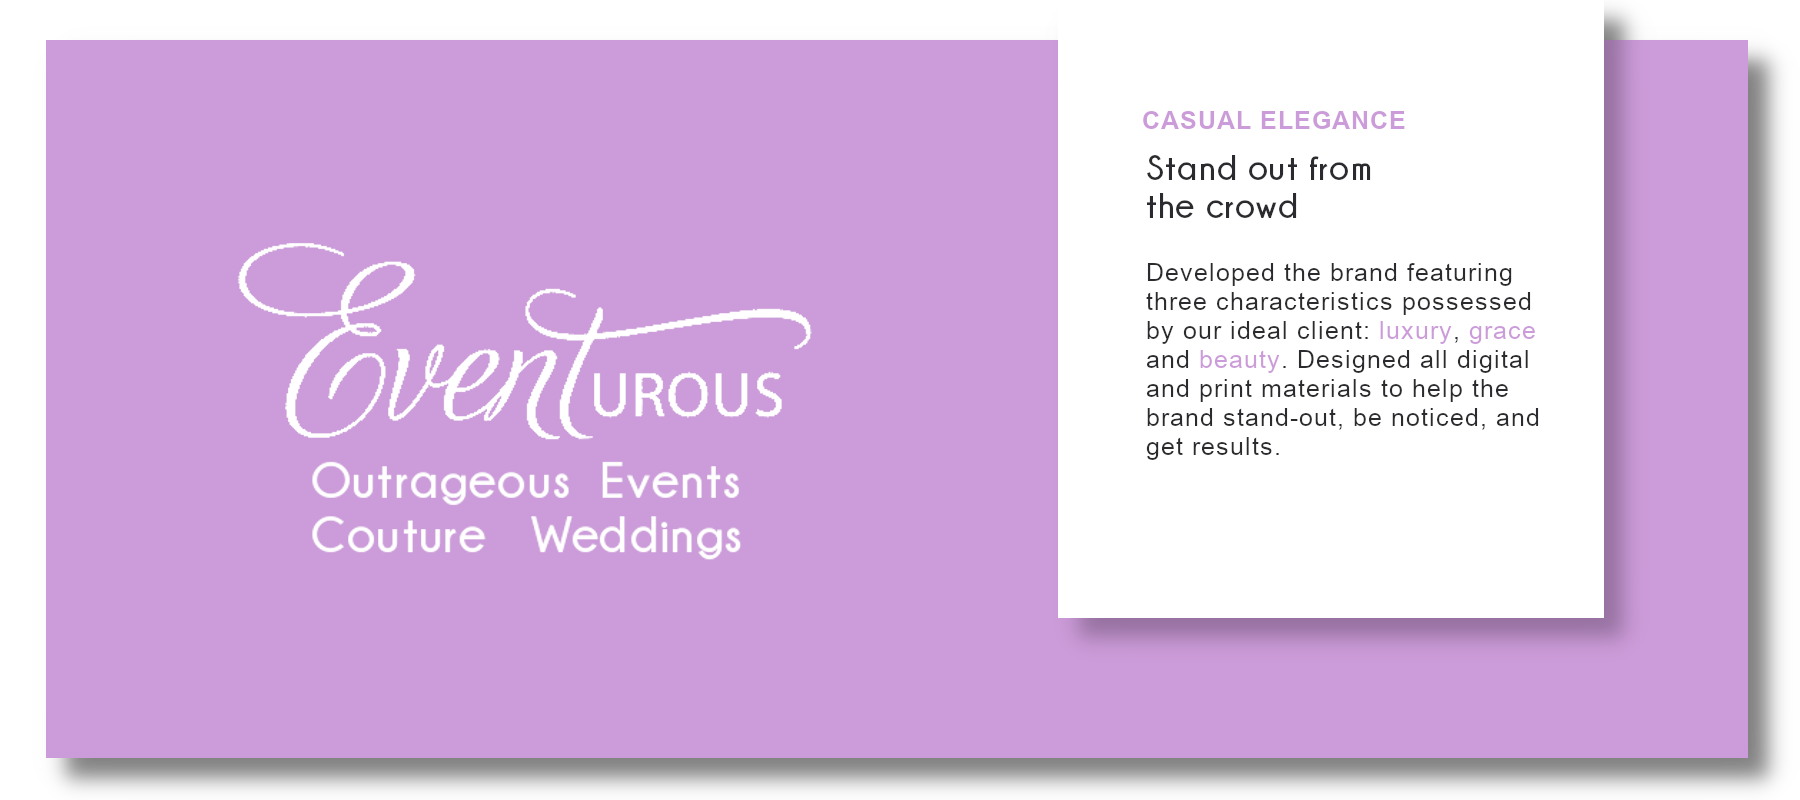 Eventurous
Outrageous Events
Couture Weddings
CASUAL ELEGANCE
Stand out from
the crowd
Developed the brand featuring
three characteristics possessed
by our ideal client: luxury, grace
and beauty. Designed all digital
and print materials to help the
brand stand-out, be noticed, and
get results.